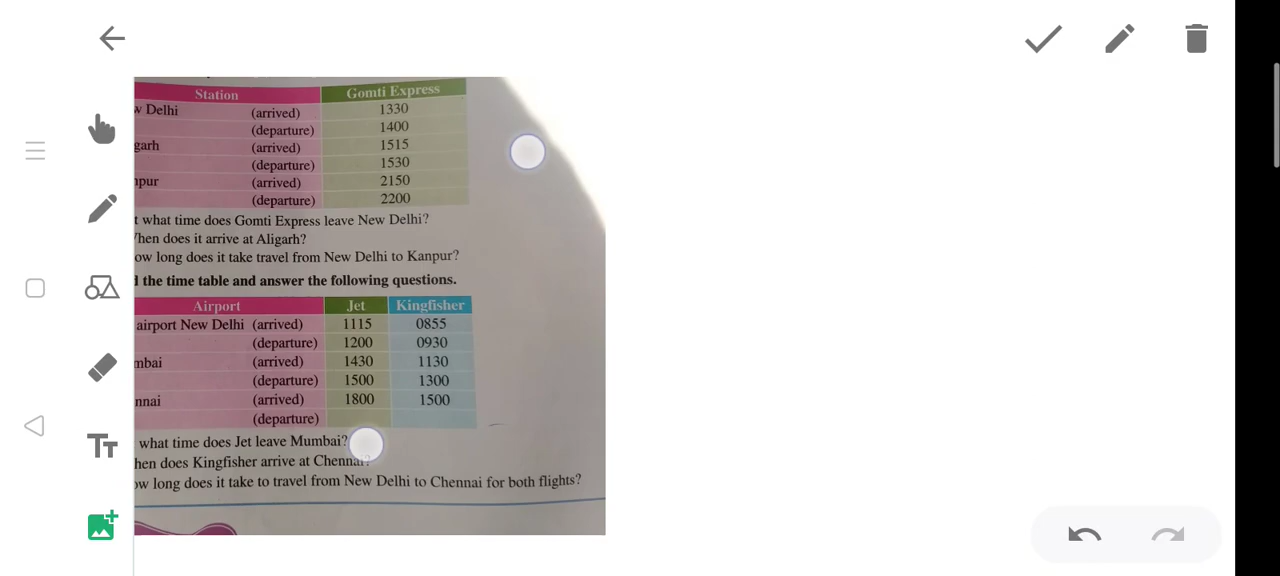 Station Gomti Express
w Delhi (arrived) 1330
(departure) 1400
garh (arrived) 1515
(departure) 1530
npur (arrived) 2150
(departure) 2200
t what time does Gomti Express leave New Delhi?
hen does it arrive at Aligarh?
ow long does it take travel from New Delhi to Kanpur?
d the time table and answer the following questions.
Airport Jet Kingfisher
airport New Delhi (arrived) 1115 0855
(departure) 1200 0930
mbai (arrived) 1430 1130
(departure) 1500 1300
nnai (arrived) 1800 1500
(departure)
what time does Jet leave Mumbai?
hen does Kingfisher arrive at Chennai?
ow long does it take to travel from New Delhi to Chennai for both flights?
Tт